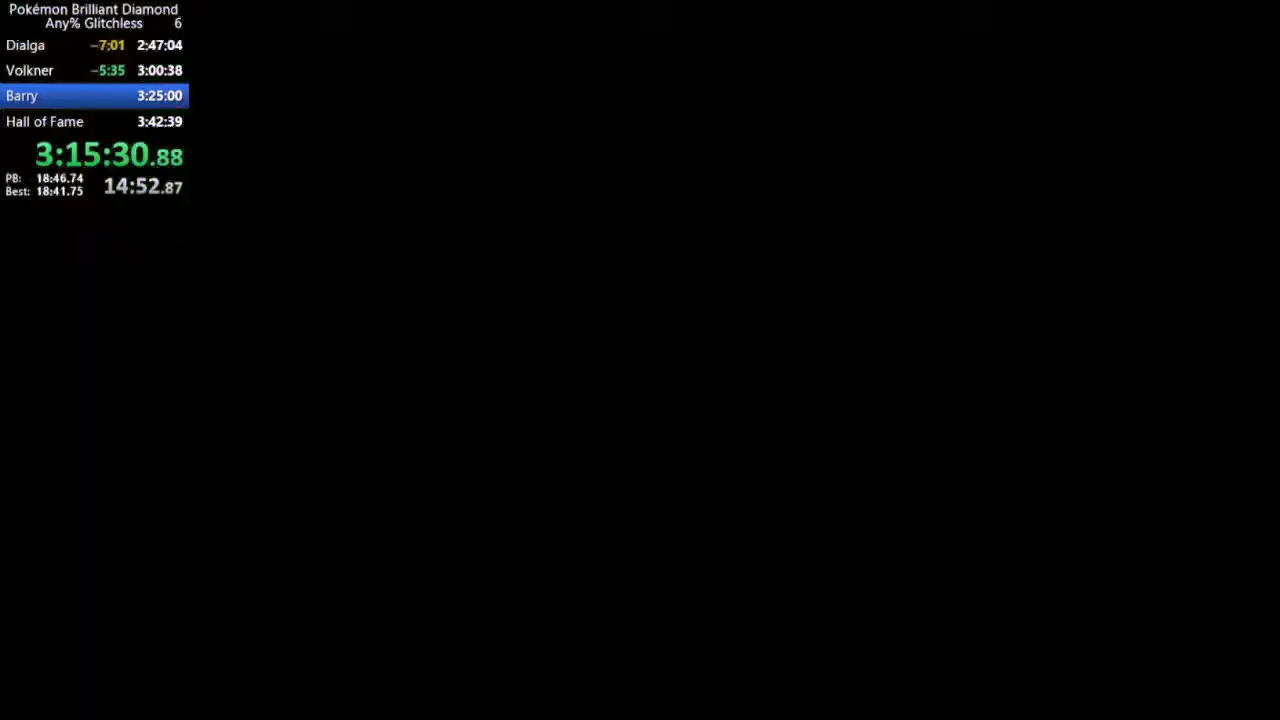 Pokémon Brilliant Diamond
Any% Glitchless 6
Dialga −7:01 2:47:04
Volkner −5:35 3:00:38
Barry 3:25:00
Hall of Fame 3:42:39
3:15:30.88
PB: 18:46.74
Best: 18:41.75
14:52.87